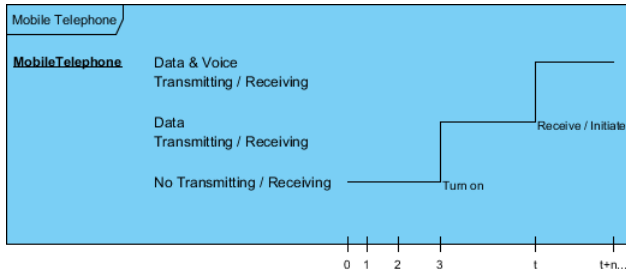 Mobile Telephone
MobileTelephone
Data & Voice
Transmitting / Receiving
Data
Transmitting / Receiving
Receive / Initiate
No Transmitting / Receiving
Turn on
0 1 2 3 t t+n...